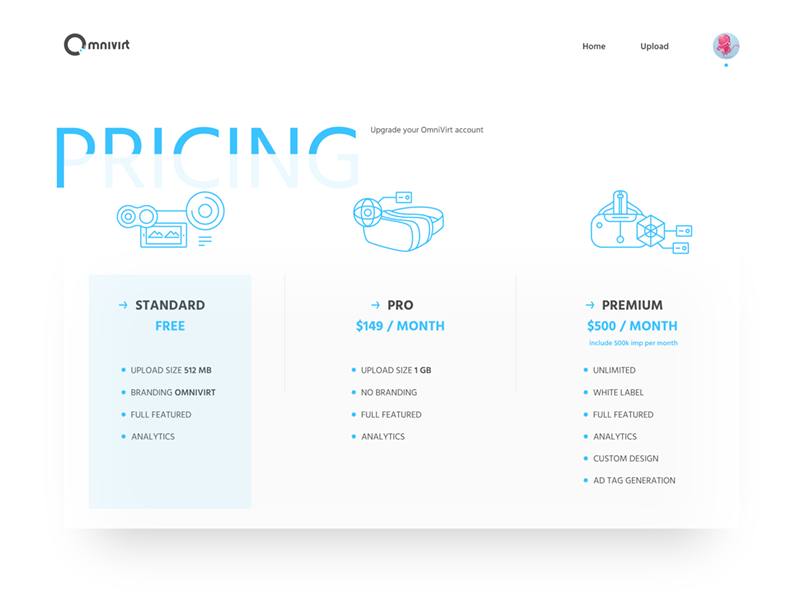 Omnivirt
Home
Upload
PRICING
Upgrade your OmniVirt account
STANDARD
FREE
UPLOAD SIZE 512 MB
BRANDING OMNIVIRT
FULL FEATURED
ANALYTICS
PRO
$149 / MONTH
UPLOAD SIZE 1 GB
NO BRANDING
FULL FEATURED
ANALYTICS
PREMIUM
$500 / MONTH
include 500k imp per month
UNLIMITED
WHITE LABEL
FULL FEATURED
ANALYTICS
CUSTOM DESIGN
AD TAG GENERATION